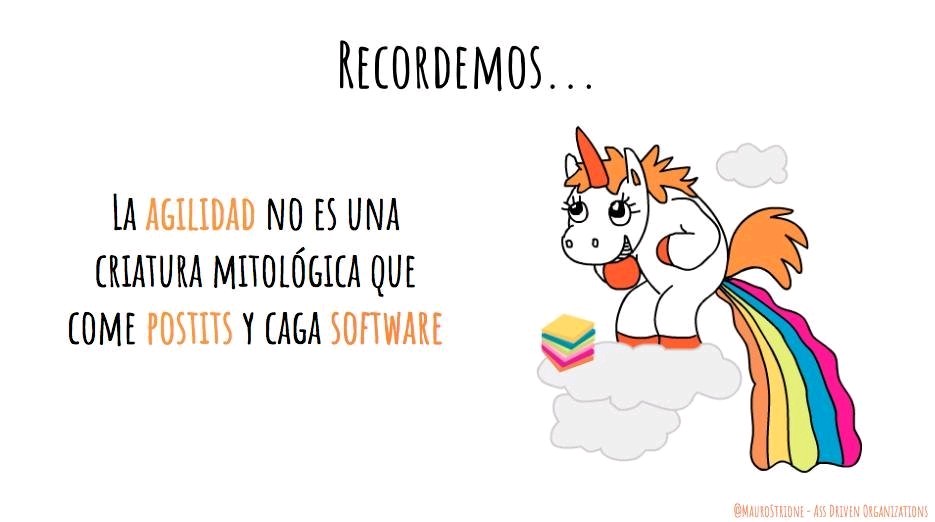 Recordemos...
La agilidad no es una
criatura mitológica que
come postits y caga software
@MauroStrione - Ass Driven Organizations